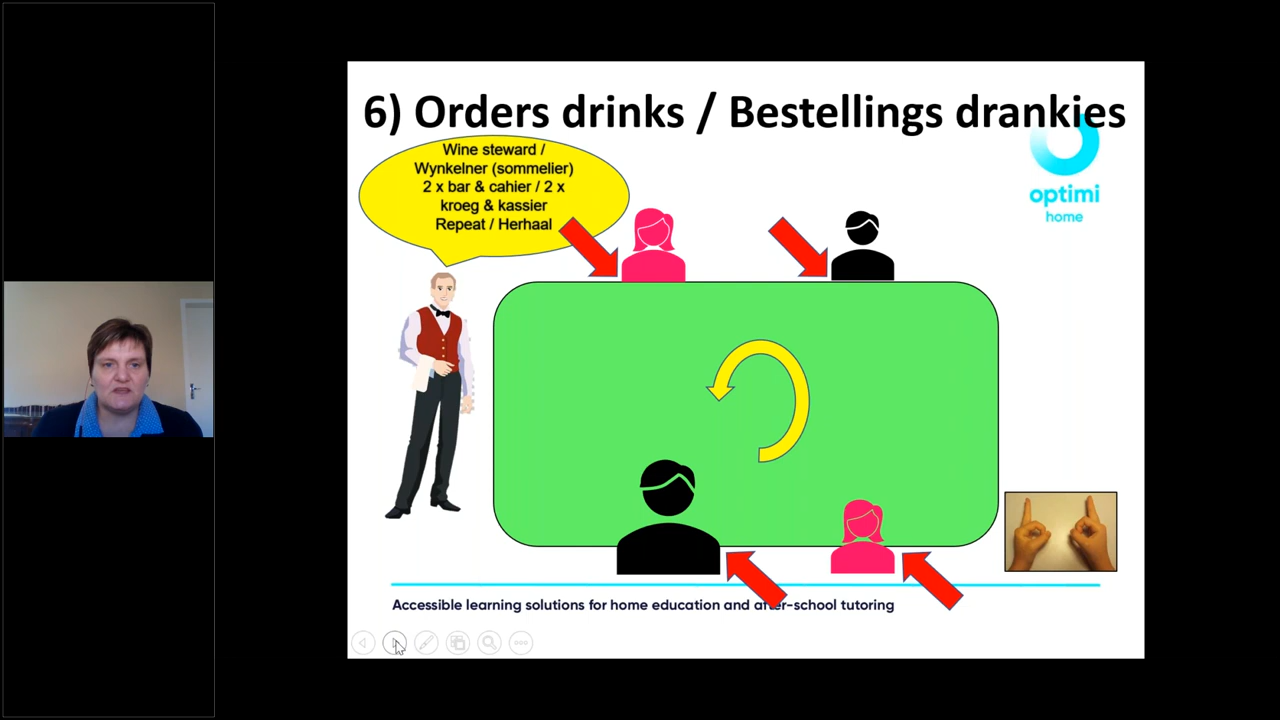 6) Orders drinks / Bestellings drankies
Wine steward /
Wynkelner (sommelier)
2 x bar & cahier / 2 x
kroeg & kassier
Repeat / Herhaal
optimi
home
Accessible learning solutions for home education and after-school tutoring